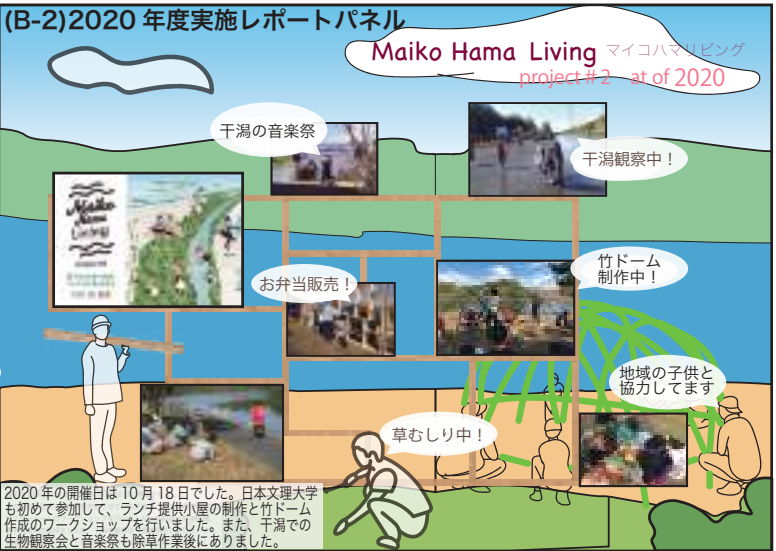 (B-2)2020 年度実施レポートパネル
Maiko Hama Living マイコハマリビング
project # 2 at of 2020
干潟の音楽祭
干潟観察中！
Maiko
Hama
Living
お弁当販売！
竹ドーム
制作中！
地域の子供と
協力してます
草むしり中！
2020 年の開催日は 10 月 18 日でした。日本文理大学
も初めて参加して、ランチ提供小屋の制作と竹ドーム
作成のワークショップを行いました。また、干潟での
生物観察会と音楽祭も除草作業後にありました。